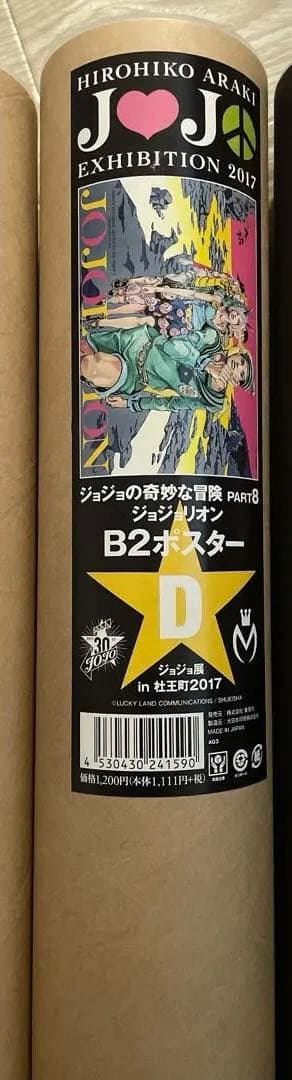 HIROHIKO ARAKI
JOJO
EXHIBITION 2017
JOJOLION
ジョジョの奇妙な冒険 PART8
ジョジョリオン
B2ポスター
D
30
JOJO
ジョジョ展
in 杜王町2017
©LUCKY LAND COMMUNICATIONS / SHUEISHA
MADE IN JAPAN
AG3
4 530430 241590
価格1,200円(本体1,111円+税)